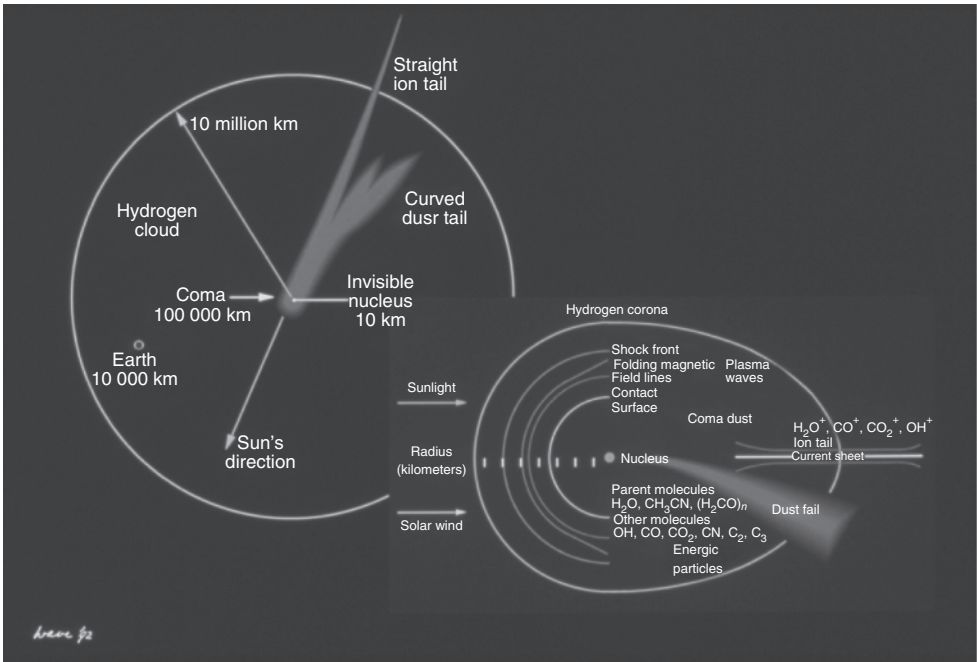 Straight
ion tail
10 million km
Hydrogen
cloud
Curved
dusr tail
Coma
100 000 km
Invisible
nucleus
10 km
Earth
10 000 km
Sun's
direction
Hydrogen corona
Shock front
Folding magnetic
Field lines
Plasma
waves
Contact
Surface
Sunlight
Coma dust
H₂O⁺, CO⁺, CO₂⁺, OH⁺
Ion tail
Current sheet
Radius
(kilometers)
Nucleus
Parent molecules
H₂O, CH₃CN, (H₂CO)n
Other molecules
OH, CO, CO₂, CN, C₂, C₃
Energic
particles
Dust fail
Solar wind